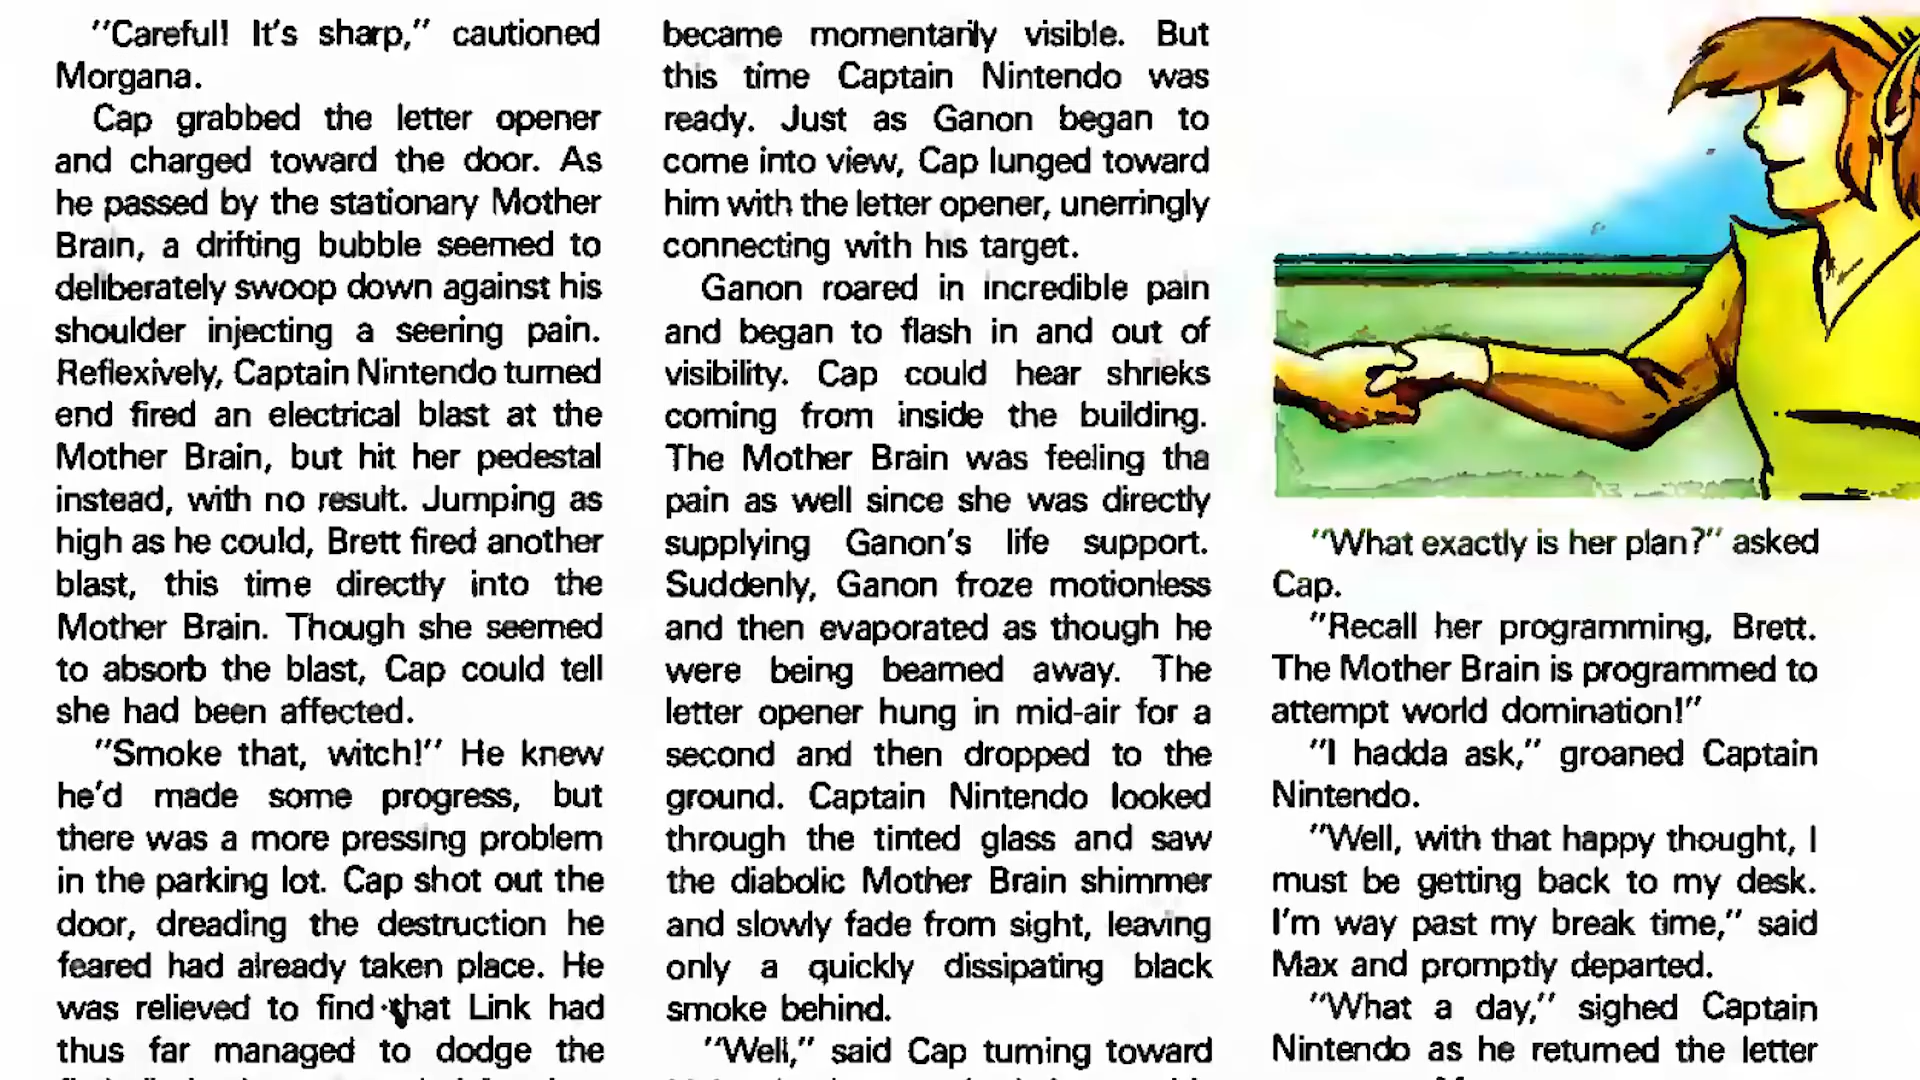 "Careful! It's sharp," cautioned
Morgana.
Cap grabbed the letter opener
and charged toward the door. As
he passed by the stationary Mother
Brain, a drifting bubble seemed to
deliberately swoop down against his
shoulder injecting a seering pain.
Reflexively, Captain Nintendo turned
end fired an electrical blast at the
Mother Brain, but hit her pedestal
instead, with no result. Jumping as
high as he could, Brett fired another
blast, this time directly into the
Mother Brain. Though she seemed
to absorb the blast, Cap could tell
she had been affected.
"Smoke that, witch!" He knew
he'd made some progress, but
there was a more pressing problem
in the parking lot. Cap shot out the
door, dreading the destruction he
feared had already taken place. He
was relieved to find that Link had
thus far managed to dodge the
became momentarily visible. But
this time Captain Nintendo was
ready. Just as Ganon began to
come into view, Cap lunged toward
him with the letter opener, unerringly
connecting with his target.
Ganon roared in incredible pain
and began to flash in and out of
visibility. Cap could hear shrieks
coming from inside the building.
The Mother Brain was feeling tha
pain as well since she was directly
supplying Ganon's life support.
Suddenly, Ganon froze motionless
and then evaporated as though he
were being beamed away. The
letter opener hung in mid-air for a
second and then dropped to the
ground. Captain Nintendo looked
through the tinted glass and saw
the diabolic Mother Brain shimmer
and slowly fade from sight, leaving
only a quickly dissipating black
smoke behind.
"Well," said Cap turning toward
"What exactly is her plan?" asked
Cap.
"Recall her programming, Brett.
The Mother Brain is programmed to
attempt world domination!"
"I hadda ask," groaned Captain
Nintendo.
"Well, with that happy thought, I
must be getting back to my desk.
I'm way past my break time," said
Max and promptly departed.
"What a day," sighed Captain
Nintendo as he returned the letter